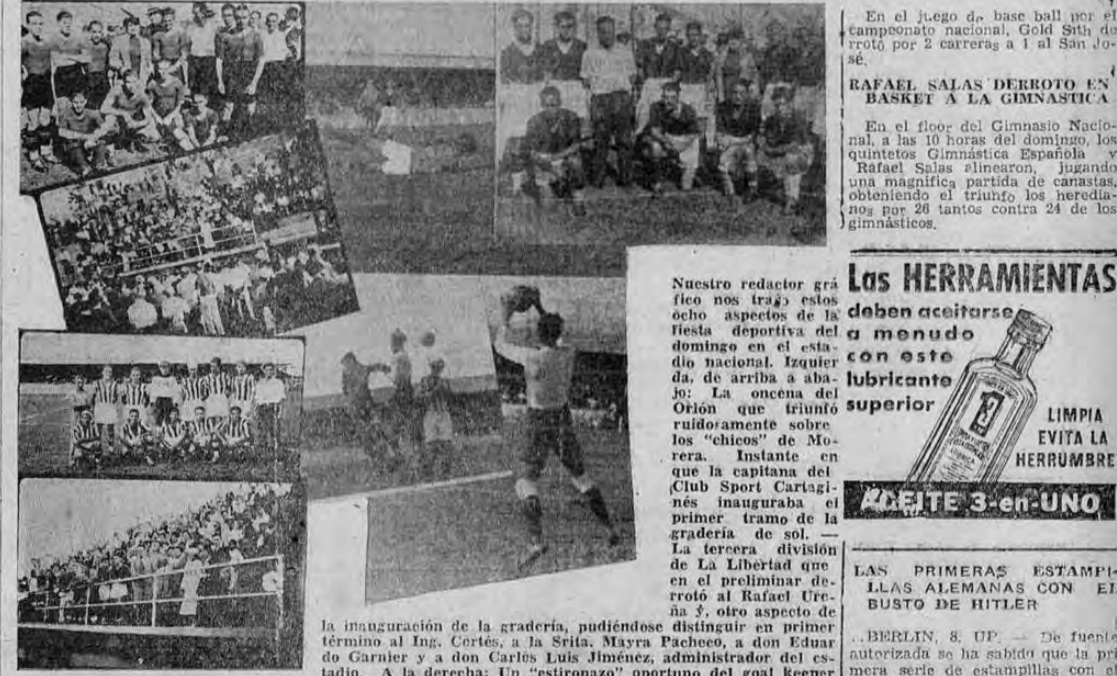 Nuestro redactor grá
fico nos trajo estos
ocho aspectos de la
fiesta deportiva del
domingo en el esta-
dio nacional. Izquier
da, de arriba a aba-
jo: La oncena del
Orión que triunfó
ruidosamente sobre
los "chicos" de Mo-
rera. Instante en
que la capitana del
Club Sport Cartagi-
nés inauguraba el
primer tramo de la
gradería de sol. —
La tercera división
de La Libertad que
en el preliminar de-
rrotó al Rafael Ure-
ña y, otro aspecto de
la inauguración de la gradería, pudiéndose distinguir en primer
término al Ing. Cortés, a la Srita. Mayra Pacheco, a don Eduar
do Garnier y a don Carlos Luis Jiménez, administrador del es-
tadio. A la derecha: Un "estironazo" oportuno del goal keener
En el juego de base ball por el
campeonato nacional, Gold Sith de
rrotó por 2 carreras a 1 al San Jo-
sé.
RAFAEL SALAS DERROTO EN
BASKET A LA GIMNASTICA
En el floor del Gimnasio Nacio-
nal, a las 10 horas del domingo, los
quintetos Gimnástica Española y
Rafael Salas alinearon, jugando
una magnífica partida de canastas,
obteniendo el triunfo los heredia-
nos por 26 tantos contra 24 de los
gimnásticos.
Las HERRAMIENTAS
deben aceitarse
a menudo
con este
lubricante
superior
LIMPIA
EVITA LA
HERRUMBRE
ACEITE 3-en-UNO
LAS PRIMERAS ESTAMPI-
LLAS ALEMANAS CON EL
BUSTO DE HITLER
..BERLIN, 8. UP. — De fuente
autorizada se ha sabido que la pri
mera serie de estampillas con e